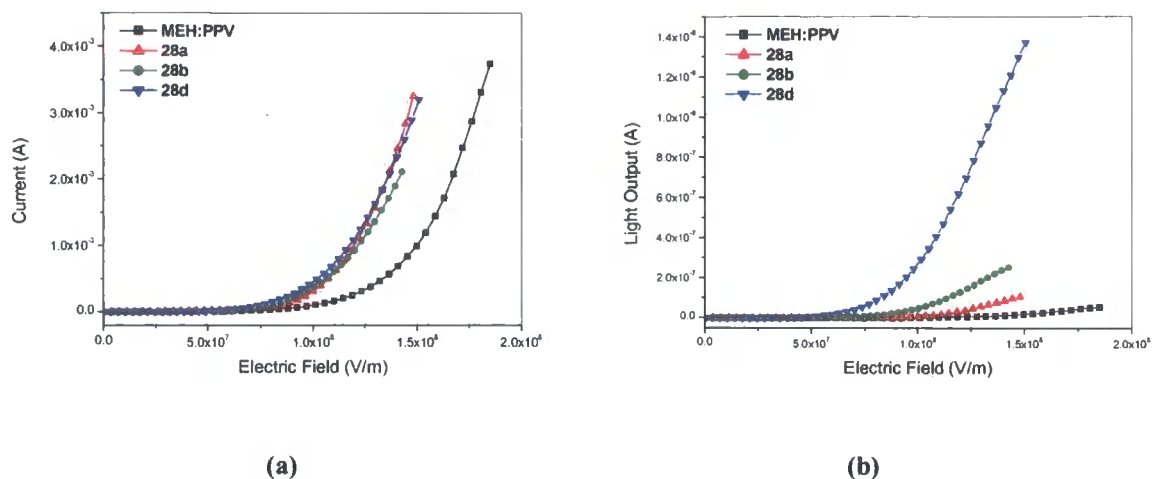 MEH:PPV
28a
28b
28d
4.0x10⁻³
3.0x10⁻³
2.0x10⁻³
1.0x10⁻³
0.0
Current (A)
0.0 5.0x10⁷ 1.0x10⁸ 1.5x10⁸ 2.0x10⁸
Electric Field (V/m)
(a)
MEH:PPV
28a
28b
28d
1.4x10⁻⁶
1.2x10⁻⁶
1.0x10⁻⁶
8.0x10⁻⁷
6.0x10⁻⁷
4.0x10⁻⁷
2.0x10⁻⁷
0.0
Light Output (A)
0.0 5.0x10⁷ 1.0x10⁸ 1.5x10⁸ 2.0x10⁸
Electric Field (V/m)
(b)